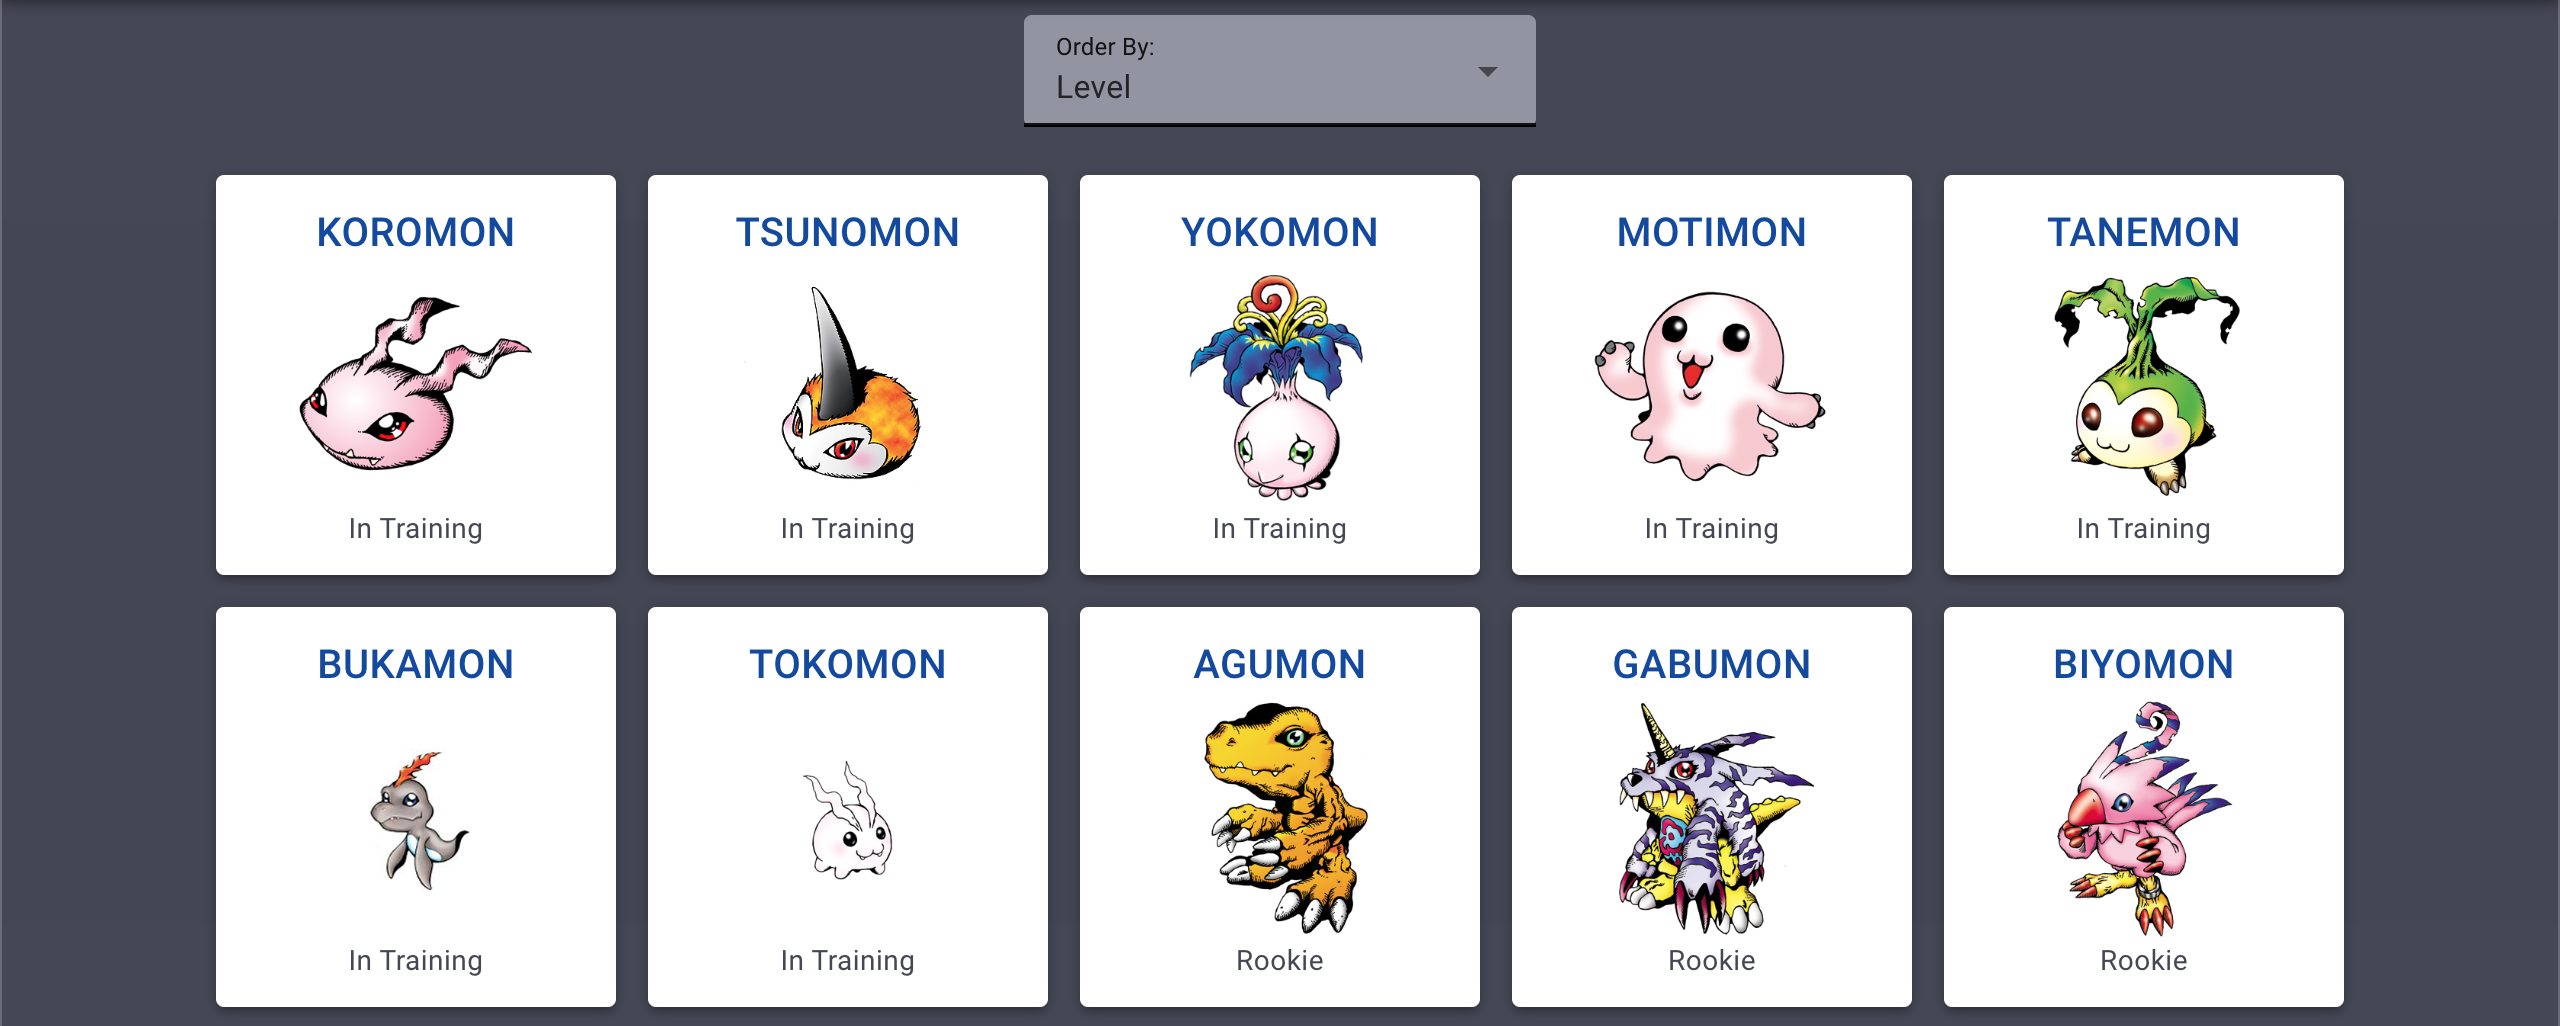 Order By:
Level
KOROMON
In Training
TSUNOMON
In Training
YOKOMON
In Training
MOTIMON
In Training
TANEMON
In Training
BUKAMON
In Training
TOKOMON
In Training
AGUMON
Rookie
GABUMON
Rookie
BIYOMON
Rookie